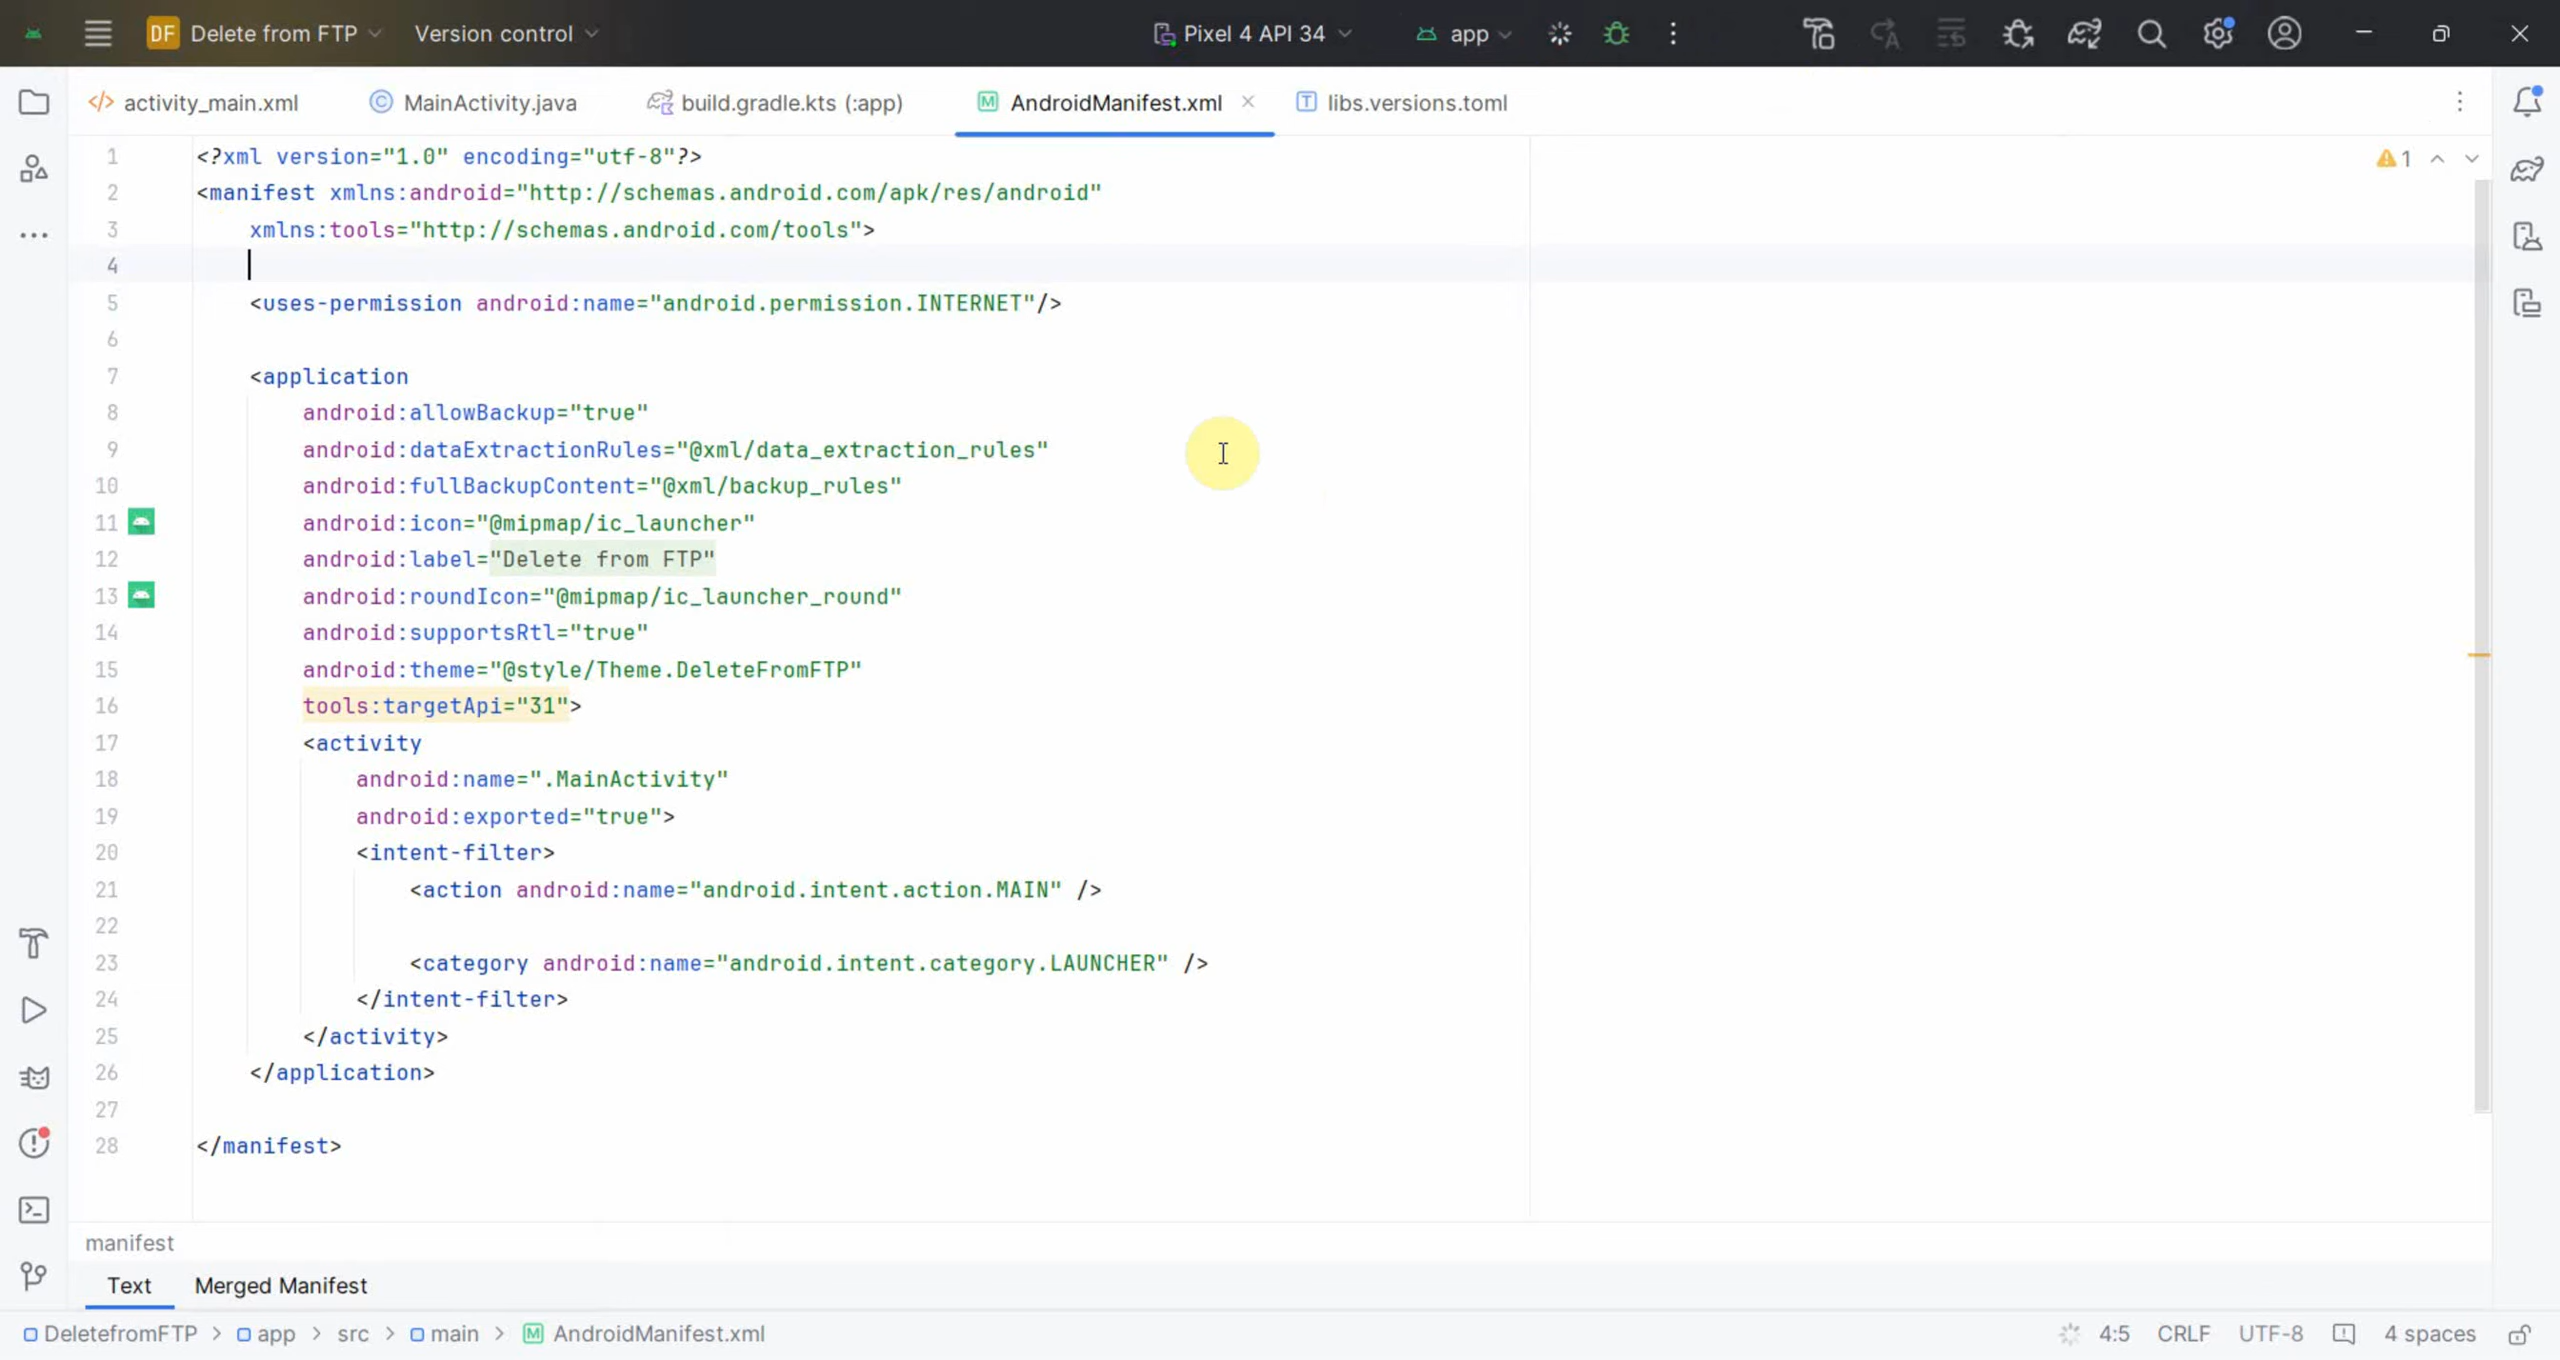 DF Delete from FTP Version control Pixel 4 API 34 app
activity_main.xml MainActivity.java build.gradle.kts (:app) AndroidManifest.xml libs.versions.toml
1 <?xml version="1.0" encoding="utf-8"?>
2 <manifest xmlns:android="http://schemas.android.com/apk/res/android"
3 xmlns:tools="http://schemas.android.com/tools">
4
5 <uses-permission android:name="android.permission.INTERNET"/>
6
7 <application
8 android:allowBackup="true"
9 android:dataExtractionRules="@xml/data_extraction_rules"
10 android:fullBackupContent="@xml/backup_rules"
11 android:icon="@mipmap/ic_launcher"
12 android:label="Delete from FTP"
13 android:roundIcon="@mipmap/ic_launcher_round"
14 android:supportsRtl="true"
15 android:theme="@style/Theme.DeleteFromFTP"
16 tools:targetApi="31">
17 <activity
18 android:name=".MainActivity"
19 android:exported="true">
20 <intent-filter>
21 <action android:name="android.intent.action.MAIN" />
22
23 <category android:name="android.intent.category.LAUNCHER" />
24 </intent-filter>
25 </activity>
26 </application>
27
28 </manifest>
1
manifest
Text Merged Manifest
DeletefromFTP > app > src > main > AndroidManifest.xml 4:5 CRLF UTF-8 4 spaces